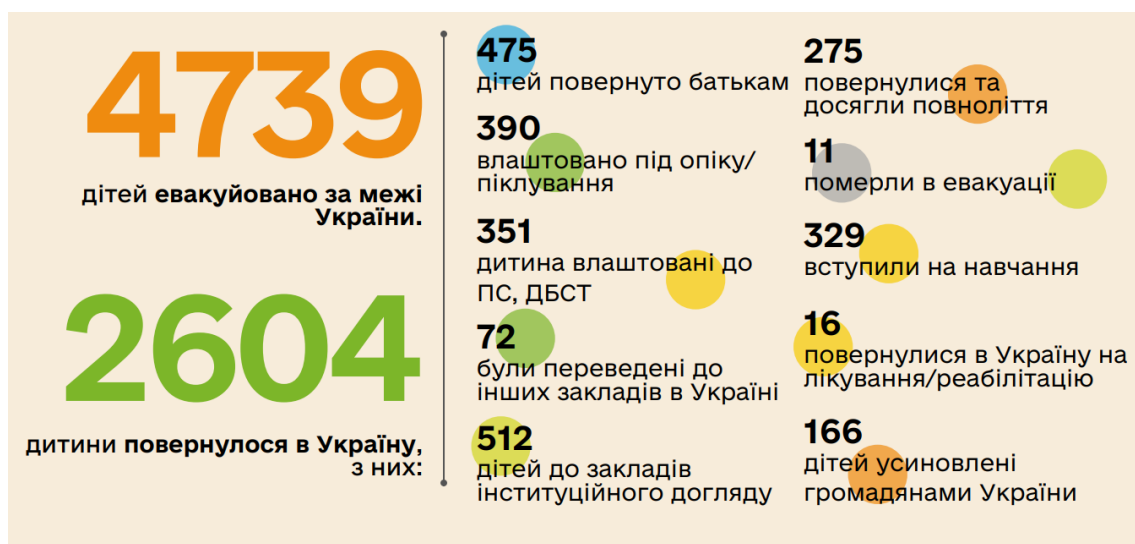 4739
дітей евакуйовано за межі
України.
2604
дитини повернулося в Україну,
з них:
475
дітей повернуто батькам
390
влаштовано під опіку/
піклування
351
дитина влаштовані до
ПС, ДБСТ
72
були переведені до
інших закладів в Україні
512
дітей до закладів
інституційного догляду
275
повернулися та
досягли повноліття
11
померли в евакуації
329
вступили на навчання
16
повернулися в Україну на
лікування/реабілітацію
166
дітей усиновлені
громадянами України